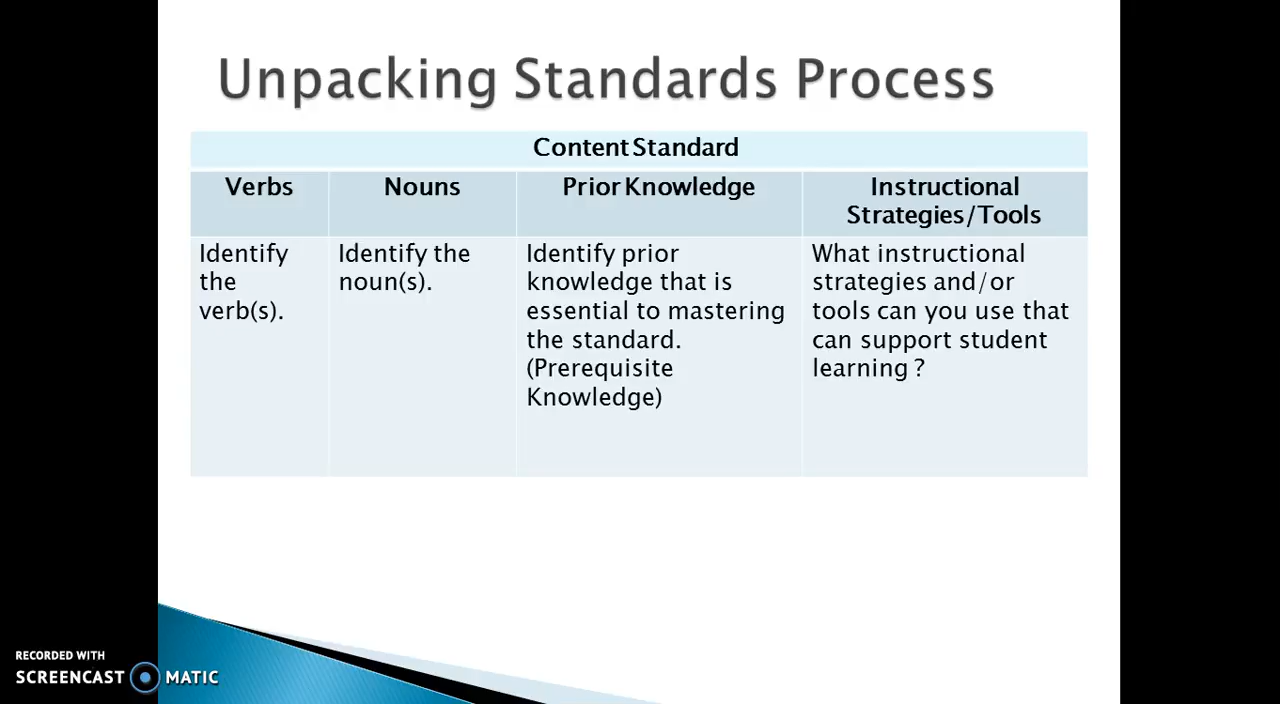 Unpacking Standards Process
Content Standard
Verbs
Nouns
Prior Knowledge
Instructional
Strategies/Tools
Identify
the
verb(s).
Identify the
noun(s).
Identify prior
knowledge that is
essential to mastering
the standard.
(Prerequisite
Knowledge)
What instructional
strategies and/or
tools can you use that
can support student
learning ?
RECORDED WITH
SCREENCAST MATIC